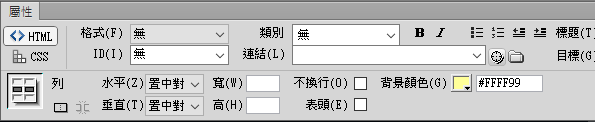 屬性
HTML 格式(F) 無 類別 無 B I 標題(T)
CSS ID(I) 無 連結(L) 目標(G)
列 水平(Z) 置中對 寬(W) 不換行(O) 背景顏色(G) #FFFF99
垂直(T) 置中對 高(H) 表頭(E)